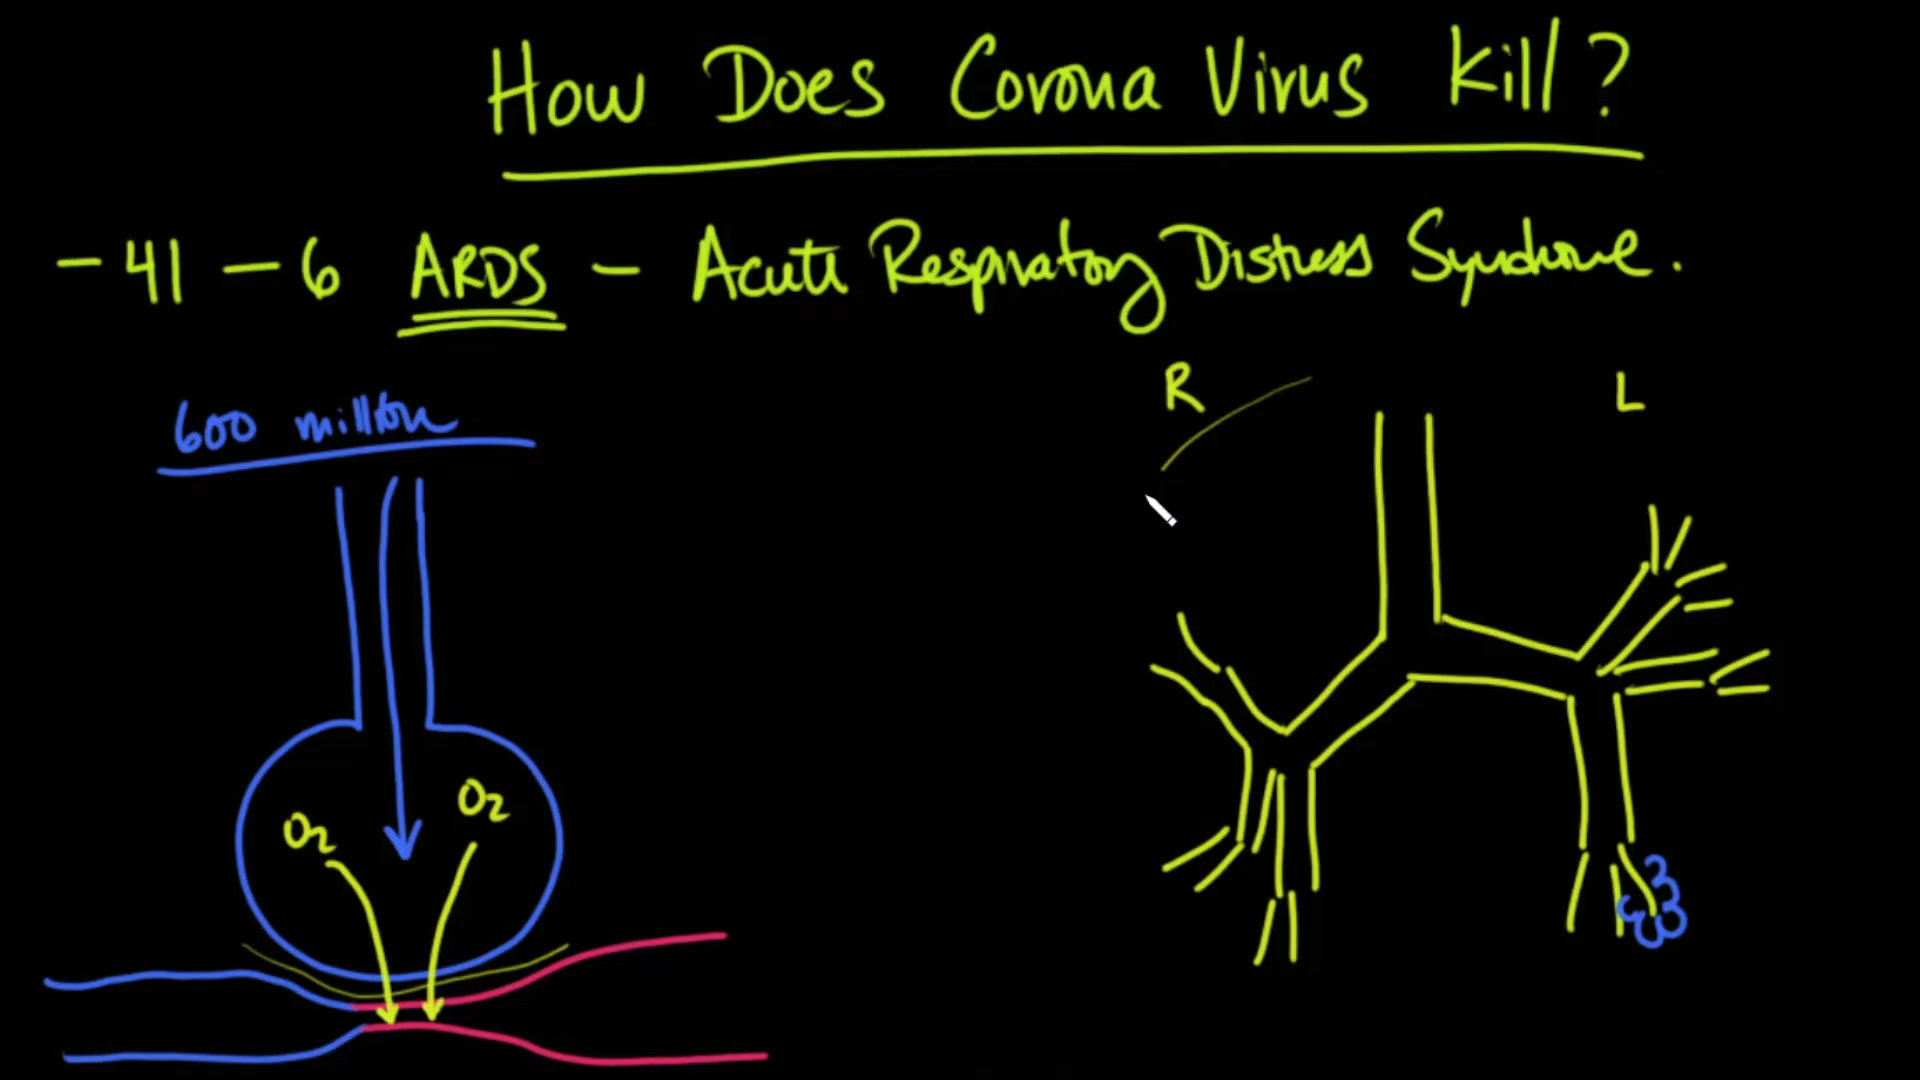 How Does Corona Virus Kill?
- 41 - 6 ARDS - Acute Respiratory Distress Syndrome.
R L
600 million
O2 O2